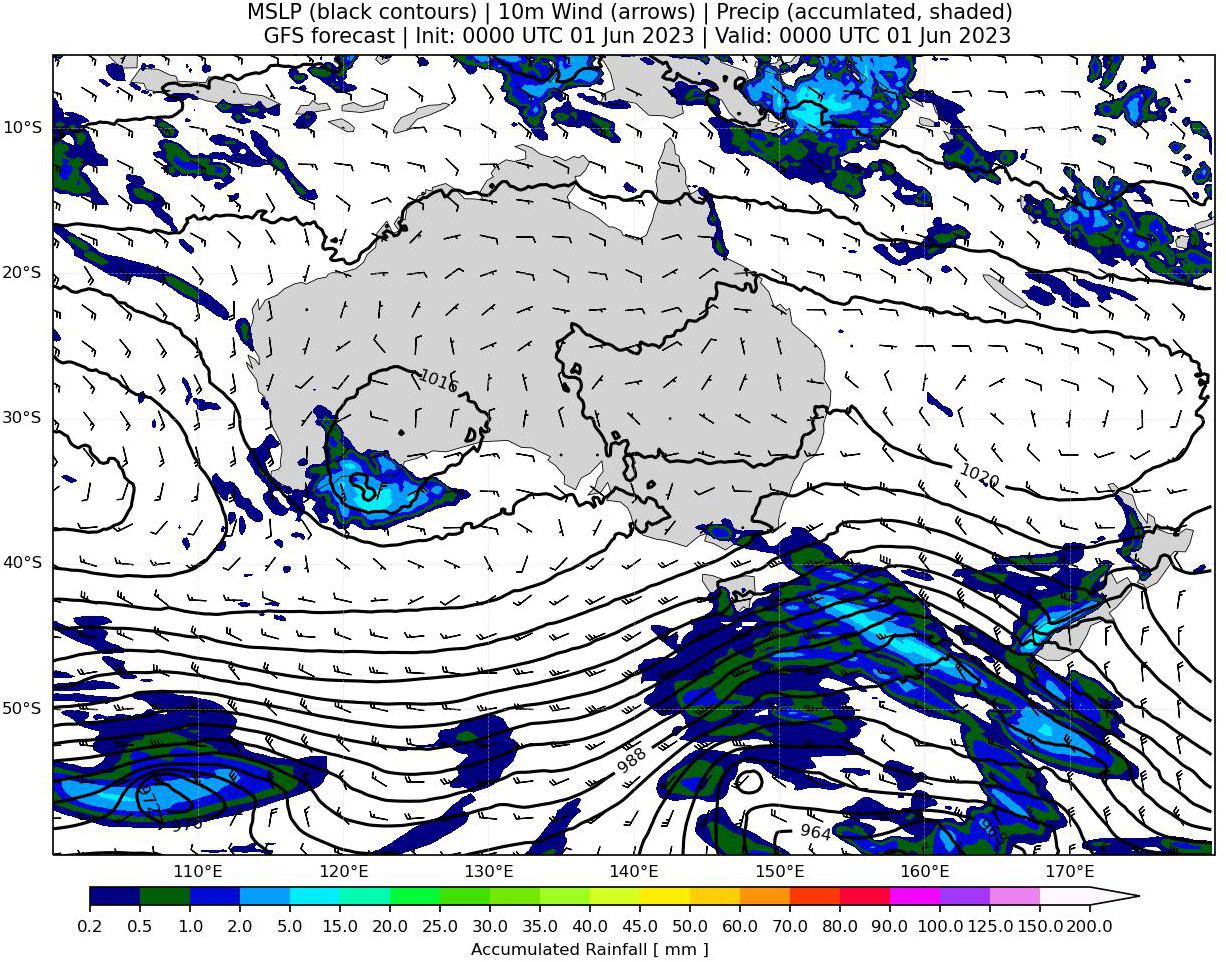 MSLP (black contours) | 10m Wind (arrows) | Precip (accumlated, shaded)
GFS forecast | Init: 0000 UTC 01 Jun 2023 | Valid: 0000 UTC 01 Jun 2023
10°S
20°S
1016
30°S
1020
40°S
50°S
988
972
964
110°E 120°E 130°E 140°E 150°E 160°E 170°E
0.2 0.5 1.0 2.0 5.0 15.0 20.0 25.0 30.0 35.0 40.0 45.0 50.0 60.0 70.0 80.0 90.0 100.0 125.0 150.0 200.0
Accumulated Rainfall [ mm ]